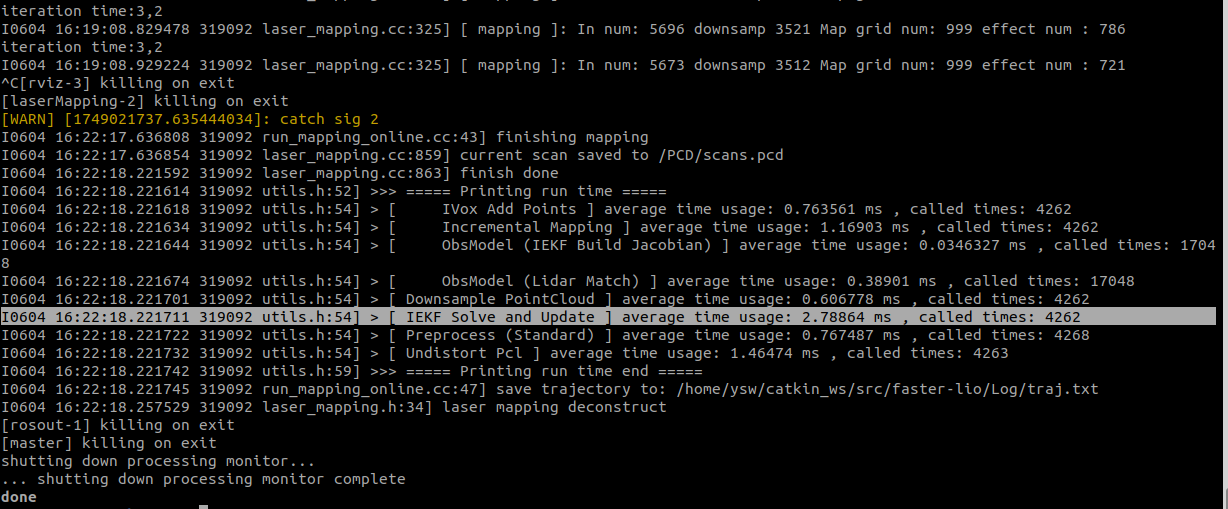 iteration time:3,2
I0604 16:19:08.829478 319092 laser_mapping.cc:325] [ mapping ]: In num: 5696 downsamp 3521 Map grid num: 999 effect num : 786
iteration time:3,2
I0604 16:19:08.929224 319092 laser_mapping.cc:325] [ mapping ]: In num: 5673 downsamp 3512 Map grid num: 999 effect num : 721
^C[rviz-3] killing on exit
[laserMapping-2] killing on exit
[WARN] [1749021737.635444034]: catch sig 2
I0604 16:22:17.636808 319092 run_mapping_online.cc:43] finishing mapping
I0604 16:22:17.636854 319092 laser_mapping.cc:859] current scan saved to /PCD/scans.pcd
I0604 16:22:18.221592 319092 laser_mapping.cc:863] finish done
I0604 16:22:18.221614 319092 utils.h:52] >>> ===== Printing run time =====
I0604 16:22:18.221618 319092 utils.h:54] > [     IVox Add Points ] average time usage: 0.763561 ms , called times: 4262
I0604 16:22:18.221634 319092 utils.h:54] > [     Incremental Mapping ] average time usage: 1.16903 ms , called times: 4262
I0604 16:22:18.221644 319092 utils.h:54] > [     ObsModel (IEKF Build Jacobian) ] average time usage: 0.0346327 ms , called times: 1704
8
I0604 16:22:18.221674 319092 utils.h:54] > [     ObsModel (Lidar Match) ] average time usage: 0.38901 ms , called times: 17048
I0604 16:22:18.221701 319092 utils.h:54] > [ Downsample PointCloud ] average time usage: 0.606778 ms , called times: 4262
I0604 16:22:18.221711 319092 utils.h:54] > [ IEKF Solve and Update ] average time usage: 2.78864 ms , called times: 4262
I0604 16:22:18.221722 319092 utils.h:54] > [ Preprocess (Standard) ] average time usage: 0.767487 ms , called times: 4268
I0604 16:22:18.221732 319092 utils.h:54] > [ Undistort Pcl ] average time usage: 1.46474 ms , called times: 4263
I0604 16:22:18.221742 319092 utils.h:59] >>> ===== Printing run time end =====
I0604 16:22:18.221745 319092 run_mapping_online.cc:47] save trajectory to: /home/ysw/catkin_ws/src/faster-lio/Log/traj.txt
I0604 16:22:18.257529 319092 laser_mapping.h:34] laser mapping deconstruct
[rosout-1] killing on exit
[master] killing on exit
shutting down processing monitor...
... shutting down processing monitor complete
done